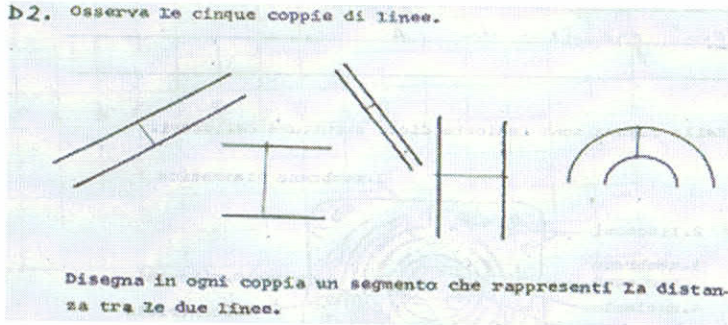 D2. Osserva le cinque coppie di linee.
Disegna in ogni coppia un segmento che rappresenti la distan-
za tra le due linee.